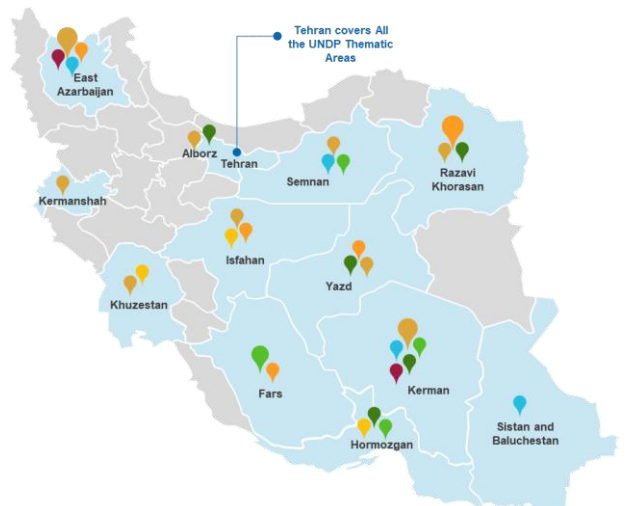 Tehran covers All
the UNDP Thematic
Areas
East
Azarbaijan
Alborz
Tehran
Semnan
Razavi
Khorasan
Kermanshah
Isfahan
Yazd
Khuzestan
Fars
Kerman
Hormozgan
Sistan and
Baluchestan